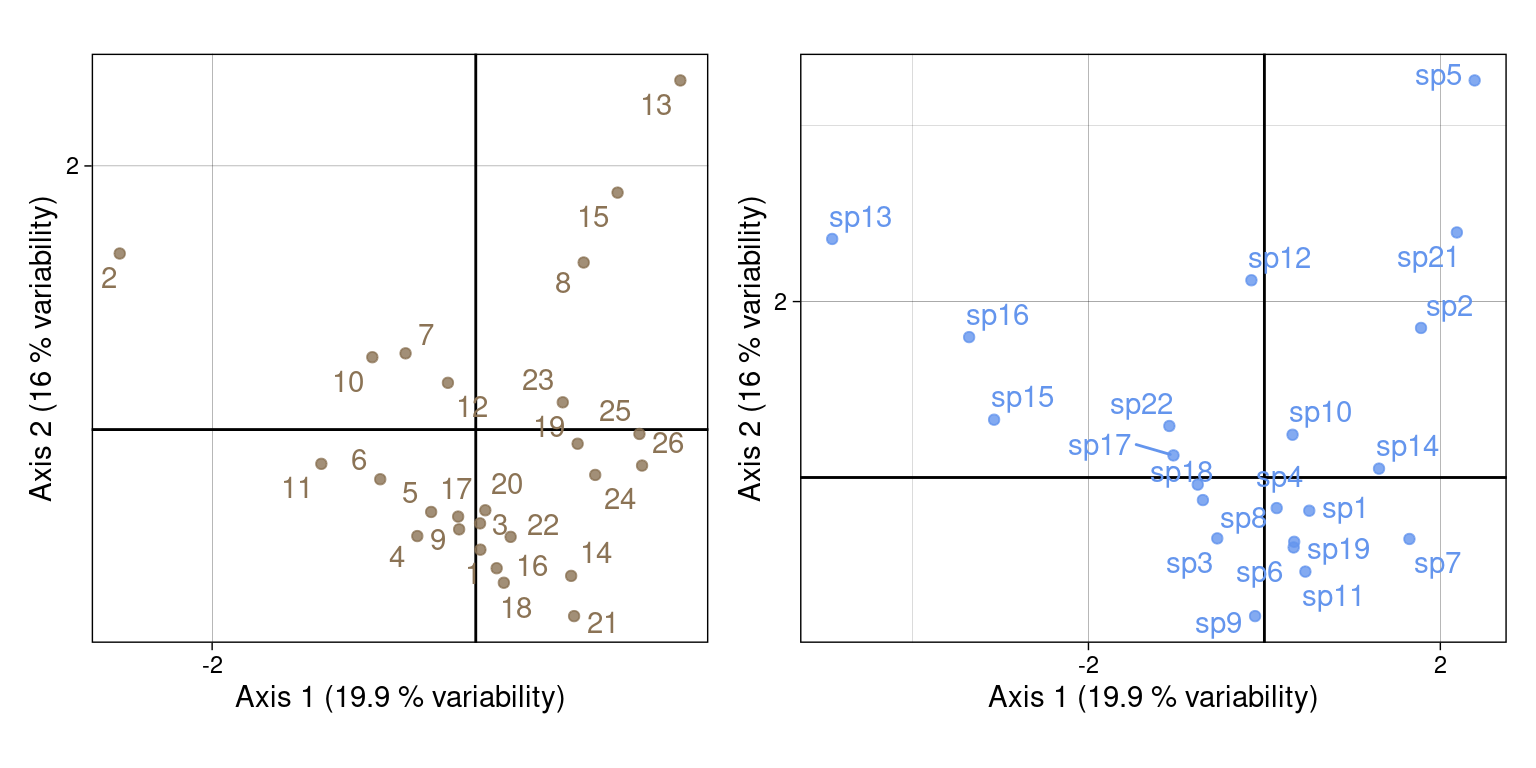 13
2
15
2
8
7
10
12
23
25
19
26
11
6
24
5
17
20
4
9
3
22
14
1
16
18
21
-2
Axis 1 (19.9 % variability)
Axis 2 (16 % variability)
sp5
sp13
sp12
sp21
2
sp16
sp2
sp15
sp22
sp10
sp17
sp14
sp18
sp4
sp8
sp1
sp3
sp6
sp19
sp7
sp11
sp9
-2
2
Axis 1 (19.9 % variability)
Axis 2 (16 % variability)